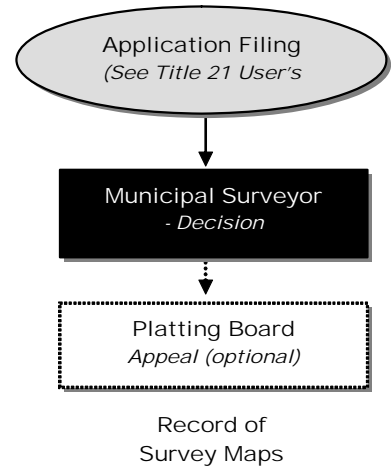 Application Filing
(See Title 21 User's
Municipal Surveyor
- Decision
Platting Board
Appeal (optional)
Record of
Survey Maps